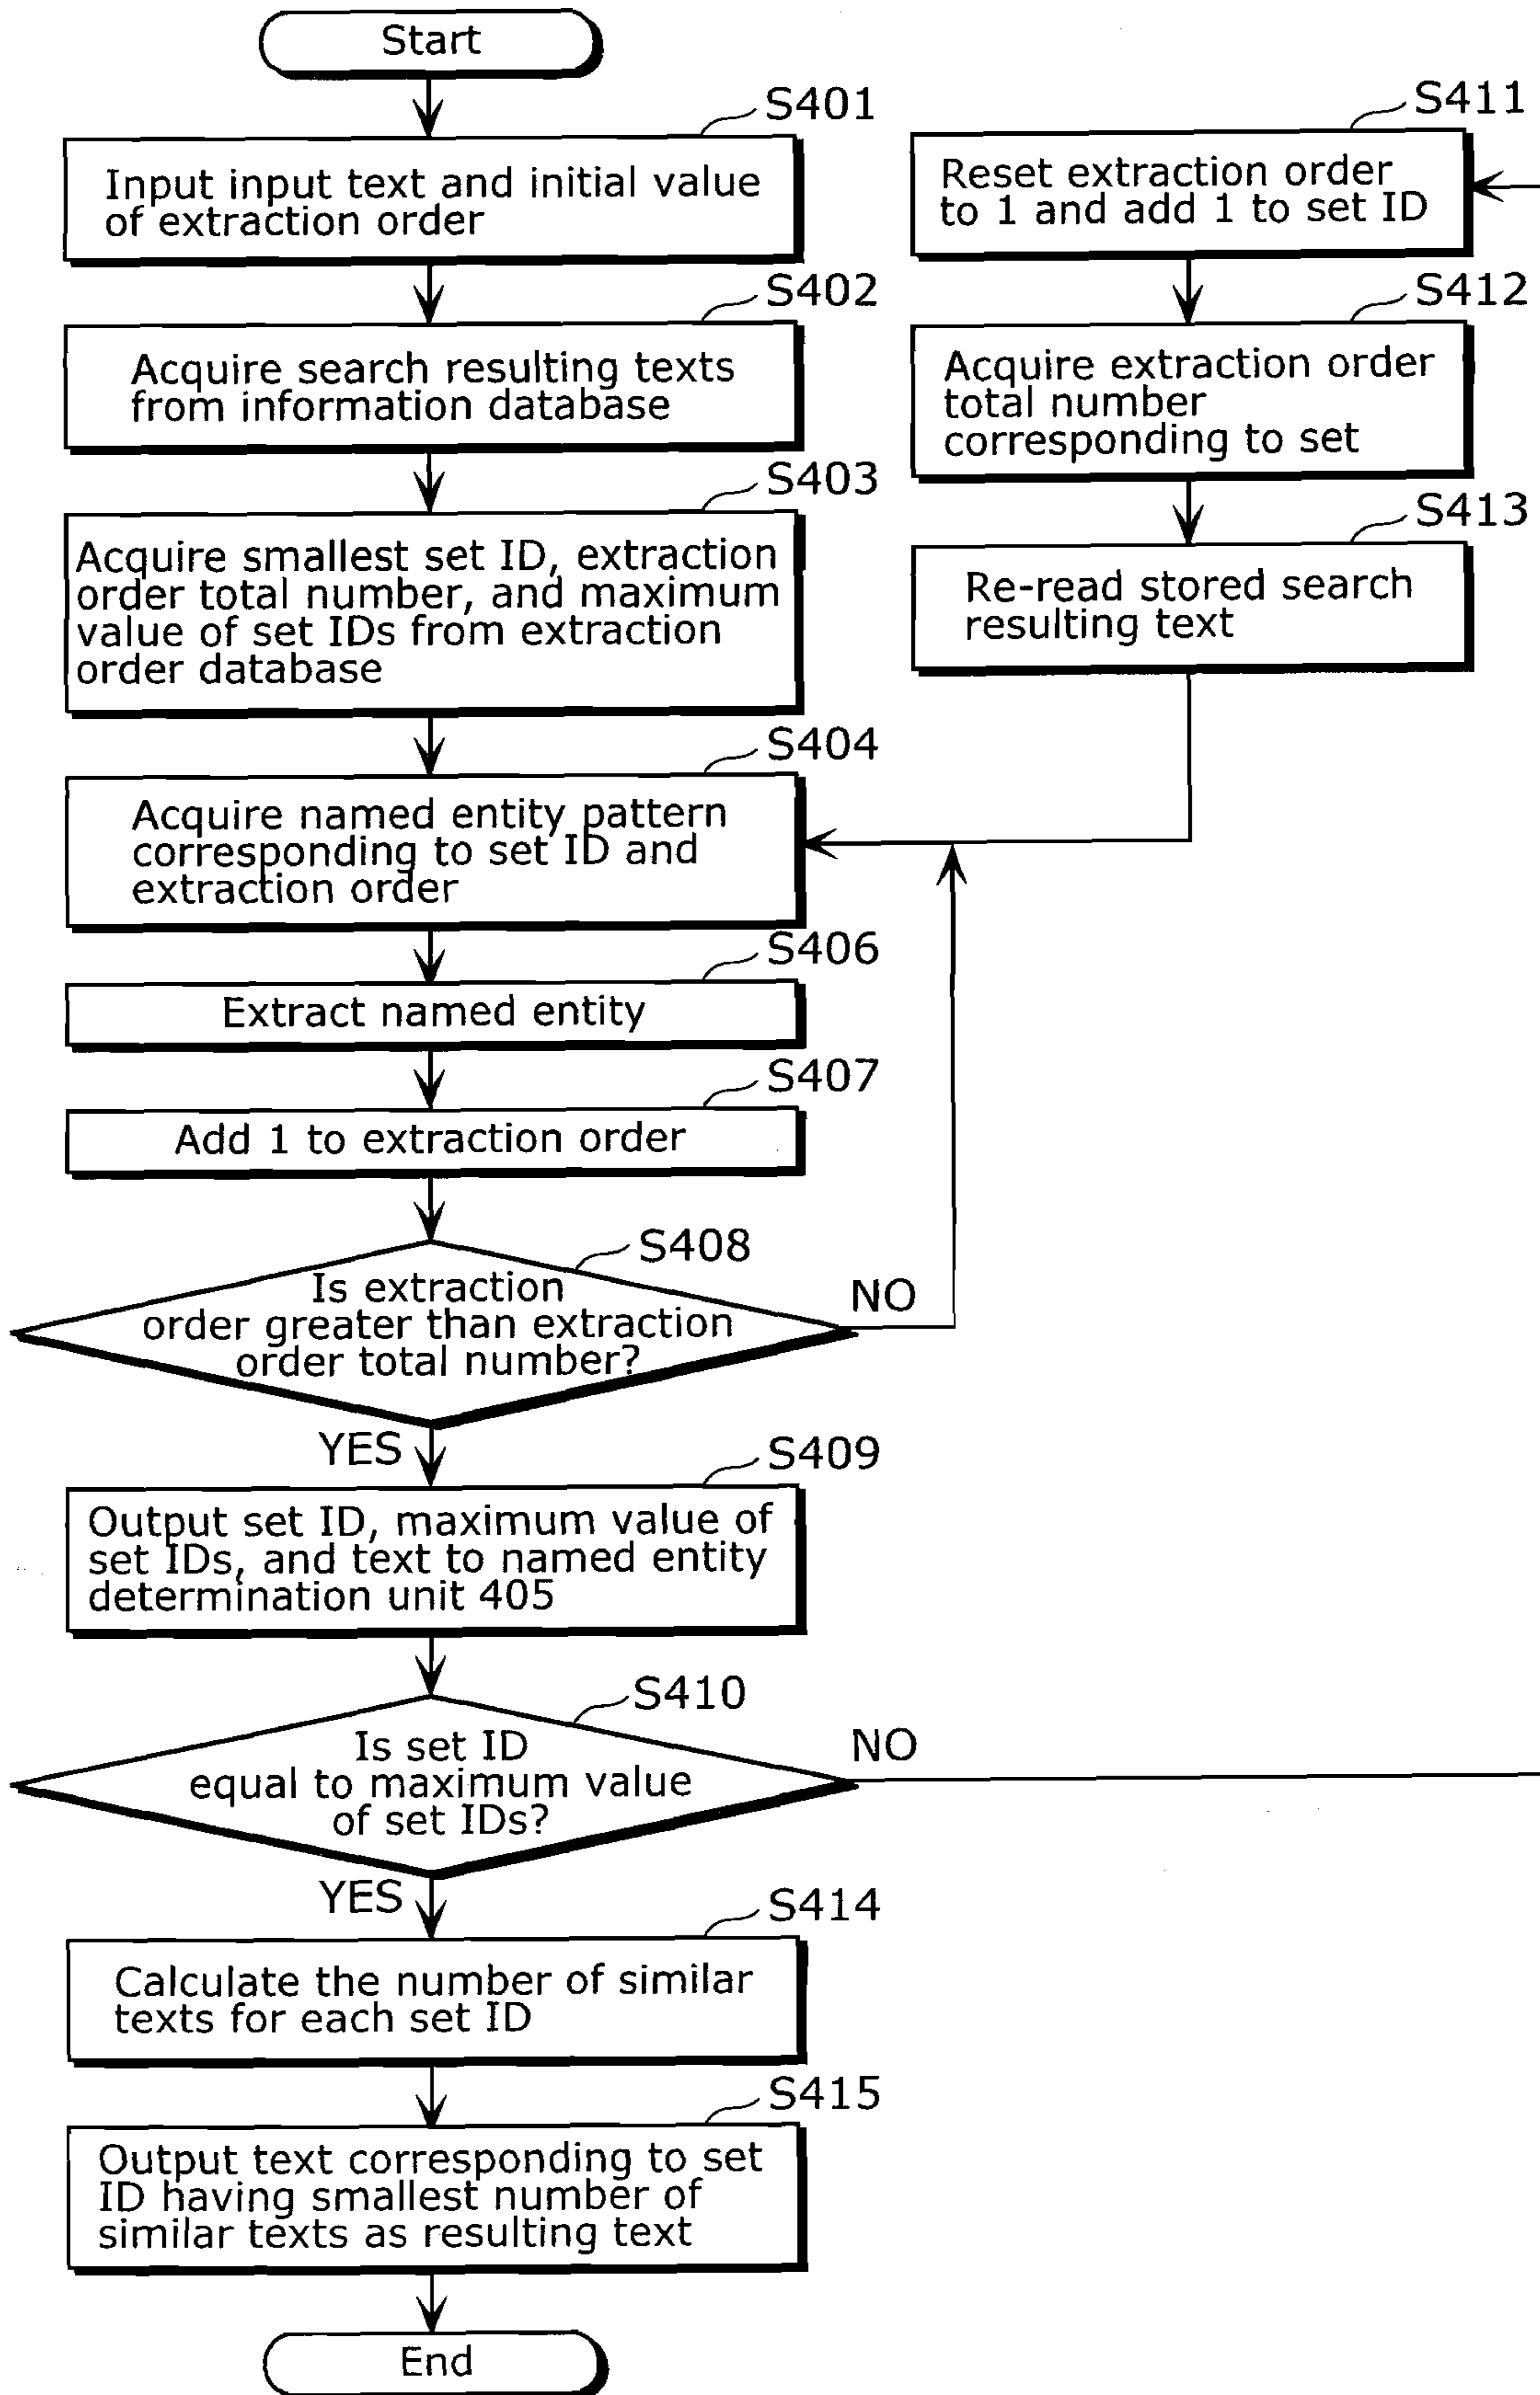 Start
S401
Input input text and initial value
of extraction order
S402
Acquire search resulting texts
from information database
S403
Acquire smallest set ID, extraction
order total number, and maximum
value of set IDs from extraction
order database
S404
Acquire named entity pattern
corresponding to set ID and
extraction order
S406
Extract named entity
S407
Add 1 to extraction order
S408
Is extraction
order greater than extraction
order total number?
NO
YES
S409
Output set ID, maximum value of
set IDs, and text to named entity
determination unit 405
S410
Is set ID
equal to maximum value
of set IDs?
NO
YES
S414
Calculate the number of similar
texts for each set ID
S415
Output text corresponding to set
ID having smallest number of
similar texts as resulting text
End
S411
Reset extraction order
to 1 and add 1 to set ID
S412
Acquire extraction order
total number
corresponding to set
S413
Re-read stored search
resulting text